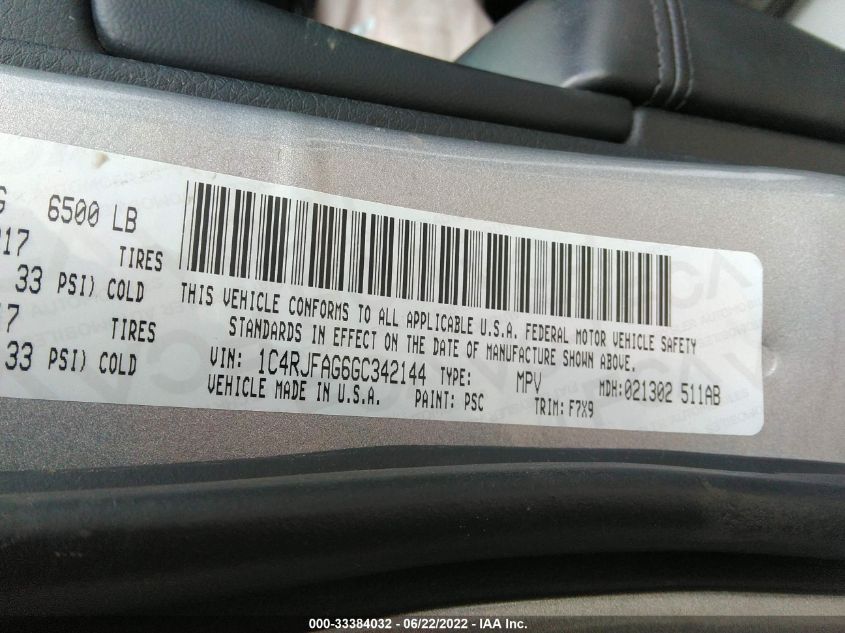 6500 LB
TIRES
33 PSI) COLD
TIRES
33 PSI) COLD
THIS VEHICLE CONFORMS TO ALL APPLICABLE U.S.A. FEDERAL MOTOR VEHICLE SAFETY
STANDARDS IN EFFECT ON THE DATE OF MANUFACTURE SHOWN ABOVE.
VIN: 1C4RJFAG6GC342144 TYPE: MPV MDH:021302 511AB
VEHICLE MADE IN U.S.A. PAINT: PSC TRIM: F7X9
000-33384032 - 06/22/2022 - IAA Inc.